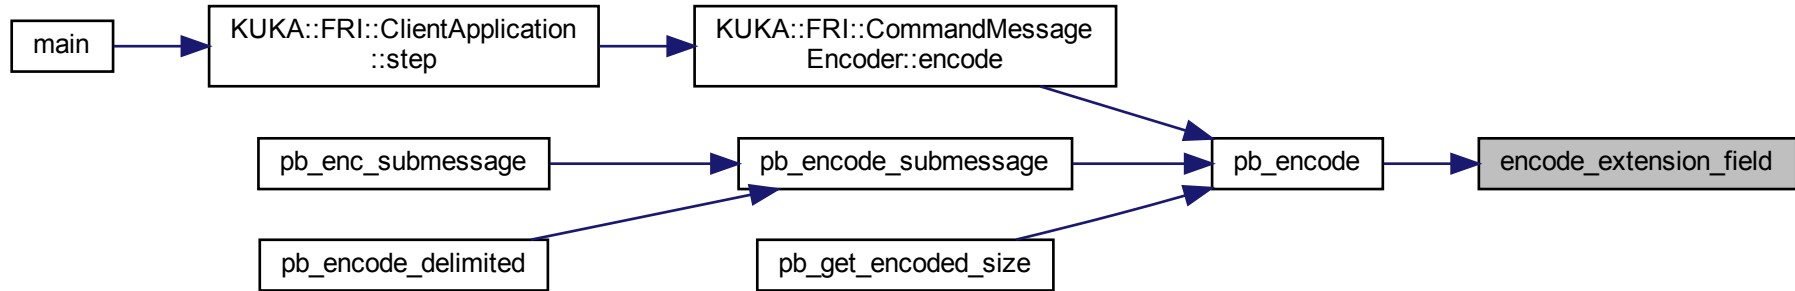 main
KUKA::FRI::ClientApplication
::step
KUKA::FRI::CommandMessage
Encoder::encode
pb_enc_submessage
pb_encode_submessage
pb_encode
encode_extension_field
pb_encode_delimited
pb_get_encoded_size